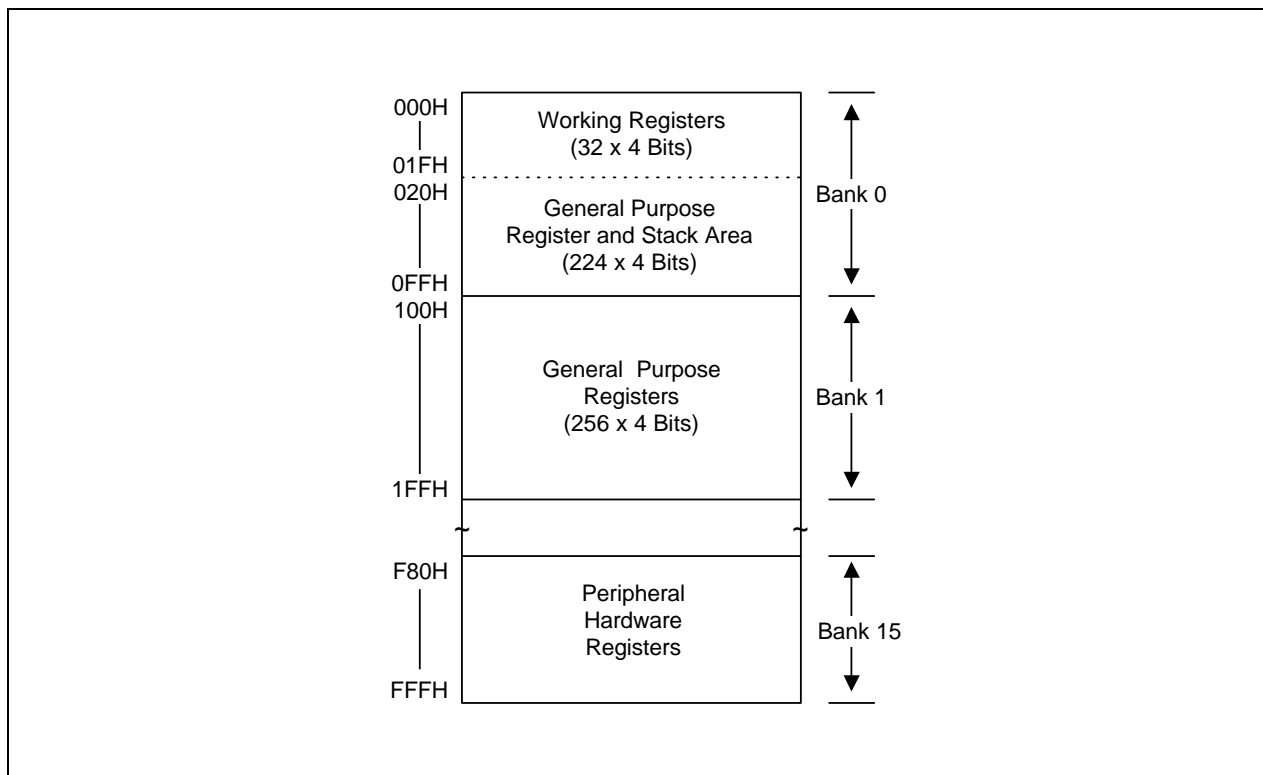 000H
Working Registers
(32 x 4 Bits)
01FH
020H
Bank 0
General Purpose
Register and Stack Area
(224 x 4 Bits)
0FFH
100H
General Purpose
Registers
(256 x 4 Bits)
Bank 1
1FFH
~ ~
F80H
Peripheral
Hardware
Registers
Bank 15
FFFH